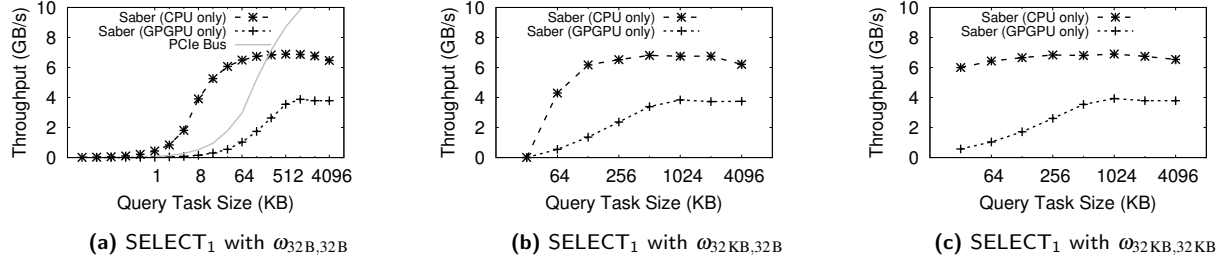 Throughput (GB/s)
10
8
6
4
2
0
Saber (CPU only)
Saber (GPGPU only)
PCIe Bus
1 8 64 512 4096
Query Task Size (KB)
(a) SELECT₁ with ω32B,32B
Throughput (GB/s)
10
8
6
4
2
0
Saber (CPU only)
Saber (GPGPU only)
64 256 1024 4096
Query Task Size (KB)
(b) SELECT₁ with ω32KB,32B
Throughput (GB/s)
10
8
6
4
2
0
Saber (CPU only)
Saber (GPGPU only)
64 256 1024 4096
Query Task Size (KB)
(c) SELECT₁ with ω32KB,32KB